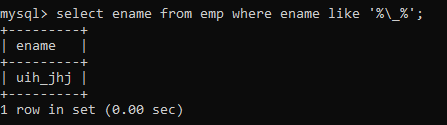 mysql> select ename from emp where ename like '%\_%';
+---------+
| ename   |
+---------+
| uih_jhj |
+---------+
1 row in set (0.00 sec)